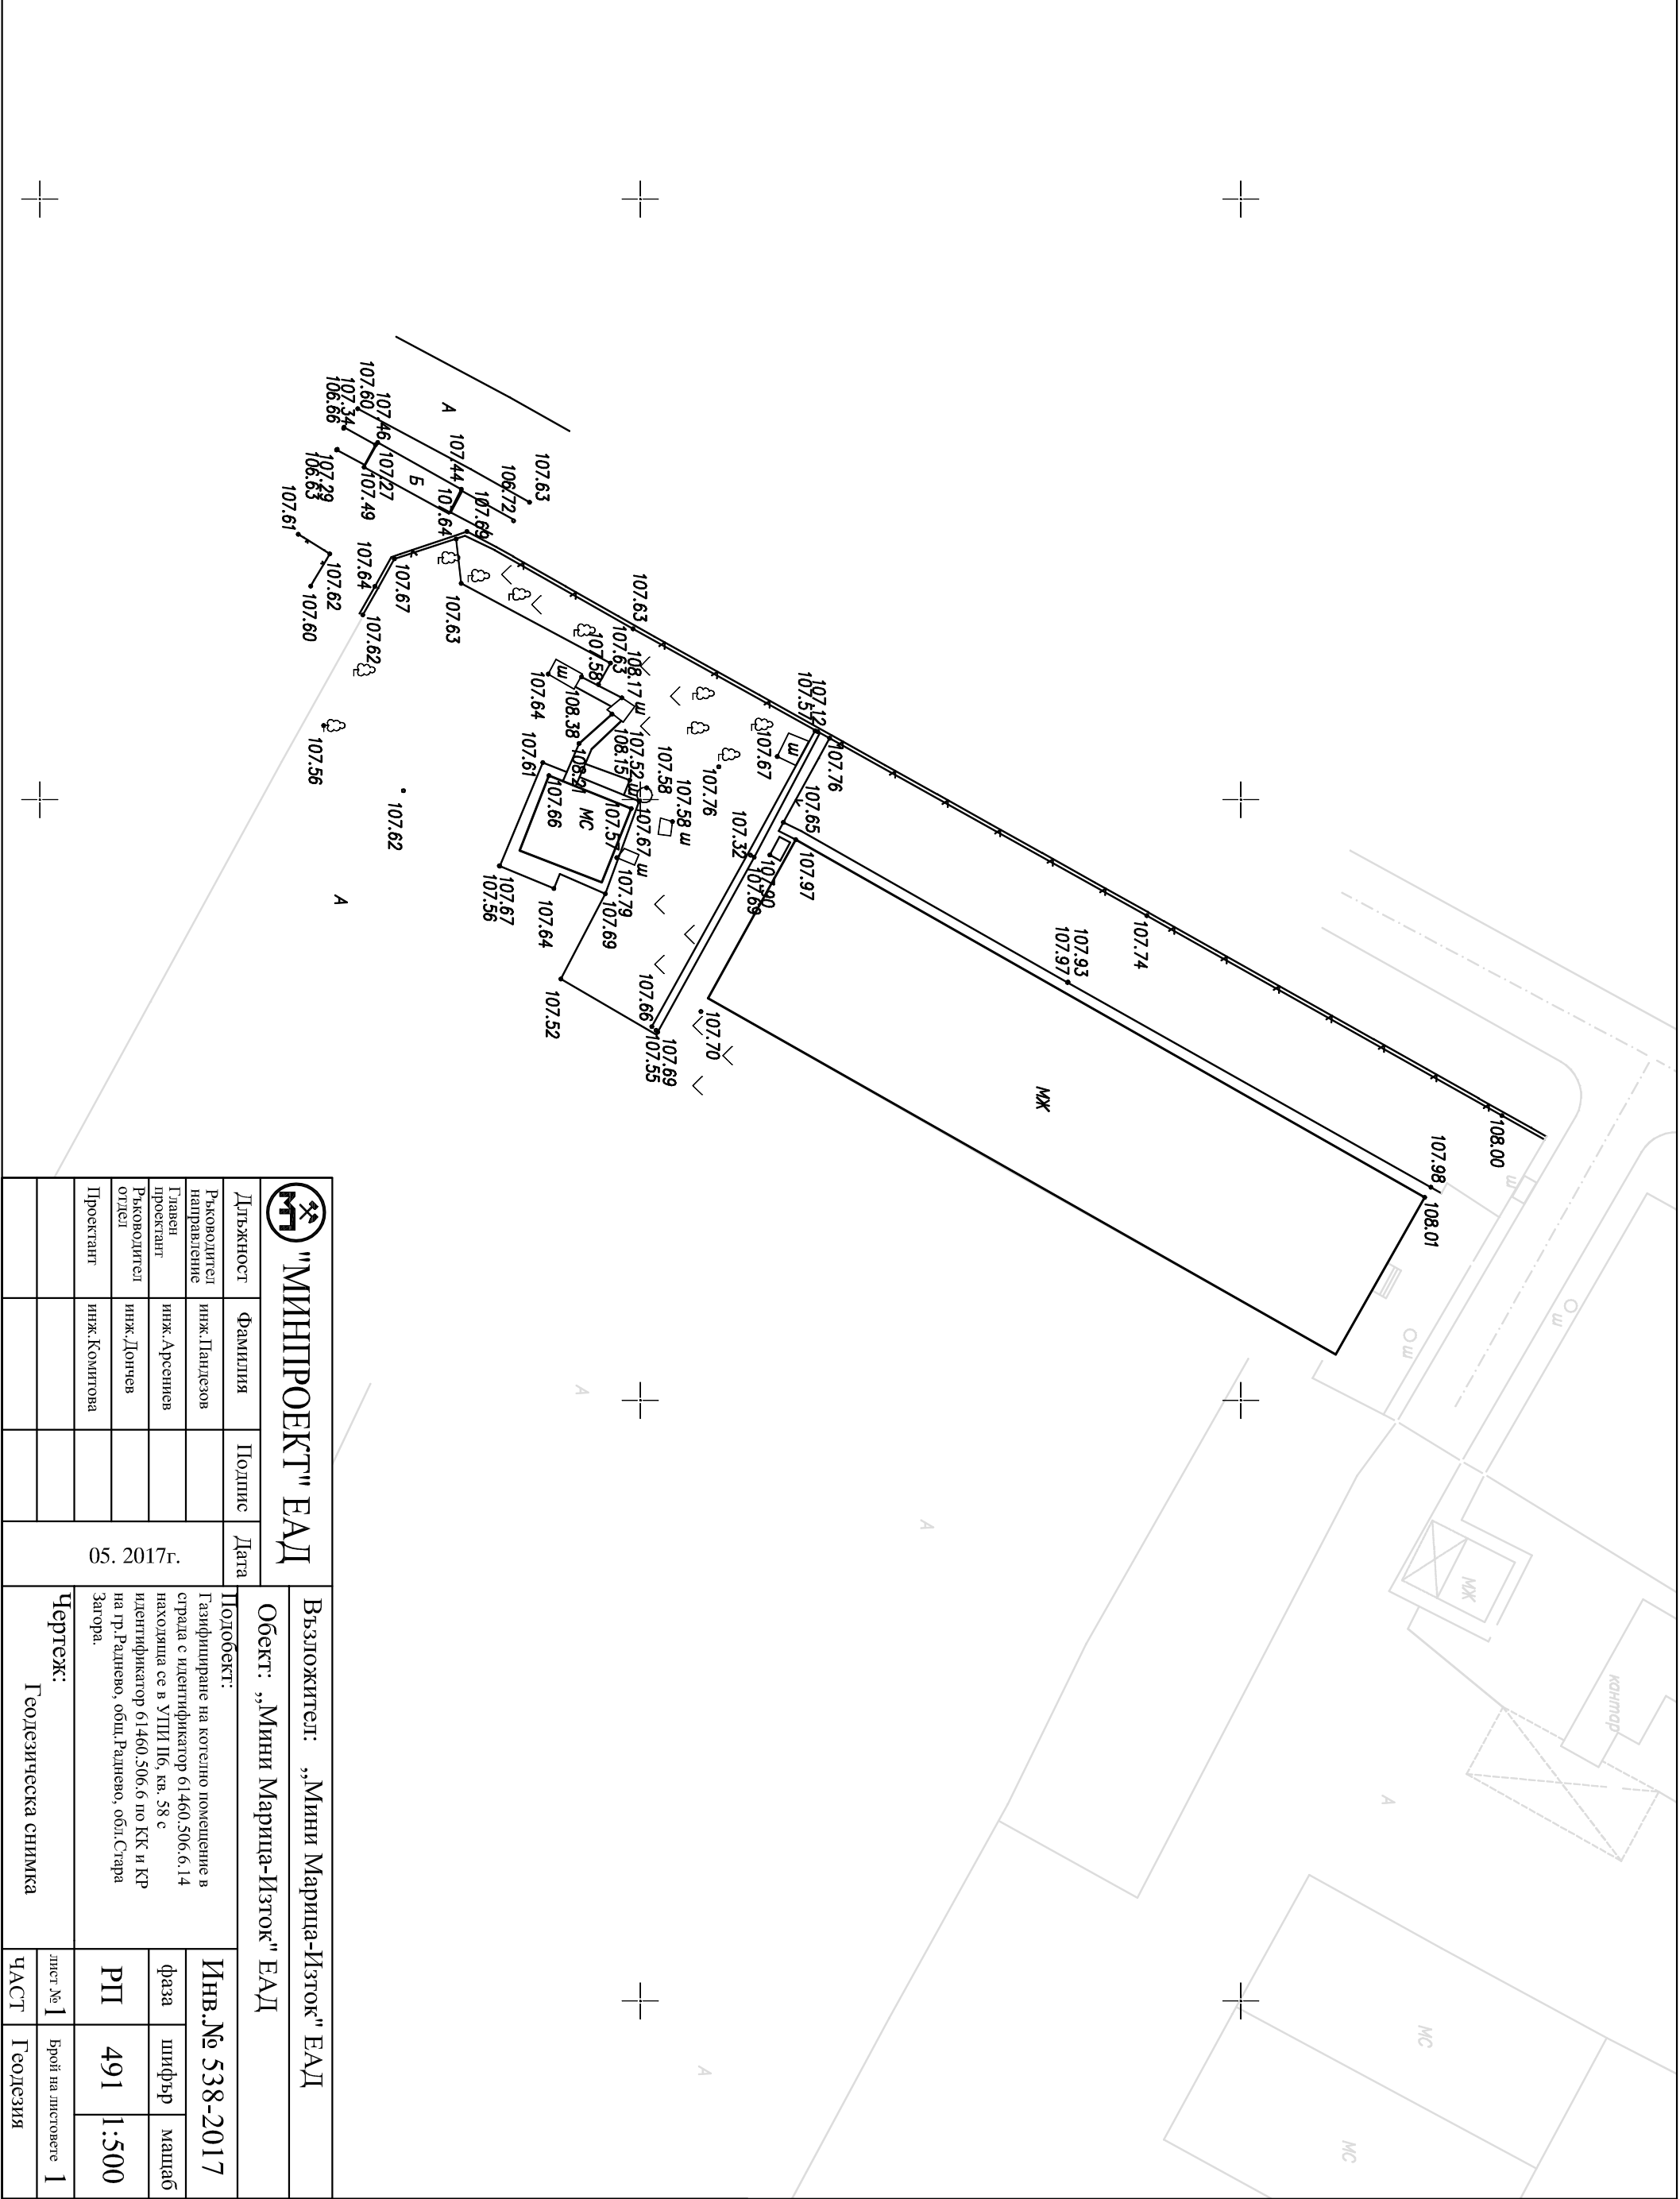 107.63
106.72
107.44
107.69
107.64
107.60
107.34
106.66
107.46
107.27
107.49
107.29
106.63
107.61
107.62
107.60
107.64
107.67
107.62
107.63
107.63
107.63
107.58
108.17 ш
ш
107.64
108.38
108.21
108.15
107.52 ш
107.61
107.66
МС
107.57
107.67 ш
107.79
107.69
107.67
107.56
107.64
107.52
107.58
107.58 ш
107.76
107.67
ш
107.12
107.57
107.76
107.65
107.97
107.32
107.90
107.69
107.66
107.69
107.55
107.70
107.56
107.62
107.74
107.93
107.97
107.98
108.00
108.01
МЖ
А
Б
А
А
А
А
А
ш
ш
ш
МЖ
кантар
МС
МС
"МИНПРОЕКТ" ЕАД
МП
Длъжност Фамилия Подпис Дата
Ръководител
направление инж.Пандезов
Главен
проектант инж.Арсениев
Ръководител
отдел инж.Дончев
Проектант инж.Комитова
05. 2017г.
Възложител: ,,Мини Марица-Изток" ЕАД
Обект: ,,Мини Марица-Изток" ЕАД
Подобект:
Газифициране на котелно помещение в
сграда с идентификатор 61460.506.6.14
находяща се в УПИ II6, кв. 58 с
идентификатор 61460.506.6 по КК и КР
на гр.Раднево, общ.Раднево, обл.Стара
Загора.
Чертеж:
Геодезическа снимка
Инв.№ 538-2017
фаза шифър мащаб
РП 491 1:500
лист № 1 Брой на листовете 1
ЧАСТ Геодезия